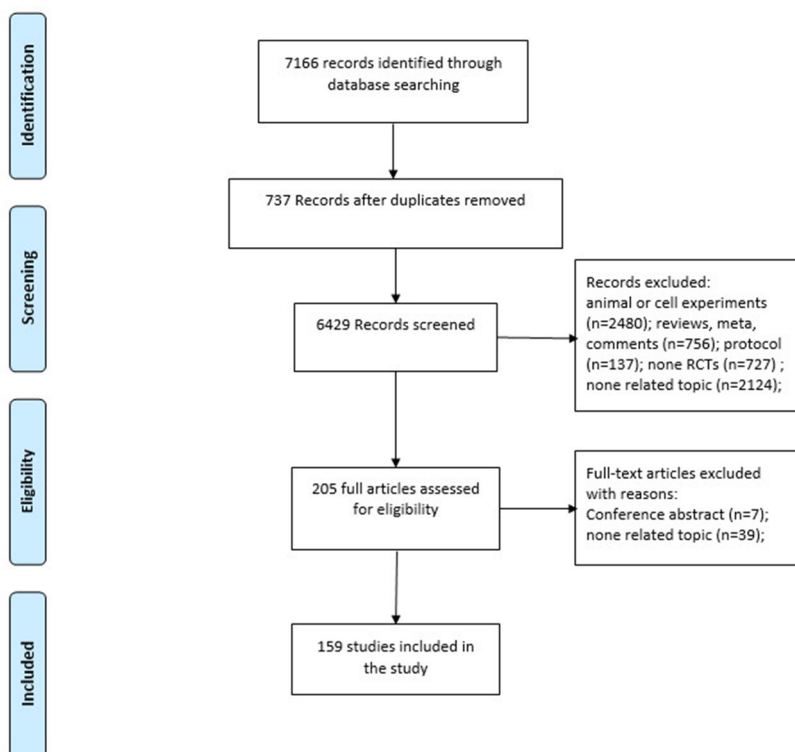 Identification
7166 records identified through
database searching
737 Records after duplicates removed
Screening
6429 Records screened
Records excluded:
animal or cell experiments
(n=2480); reviews, meta,
comments (n=756); protocol
(n=137); none RCTs (n=727) ;
none related topic (n=2124);
Eligibility
205 full articles assessed
for eligibility
Full-text articles excluded
with reasons:
Conference abstract (n=7);
none related topic (n=39);
Included
159 studies included in
the study